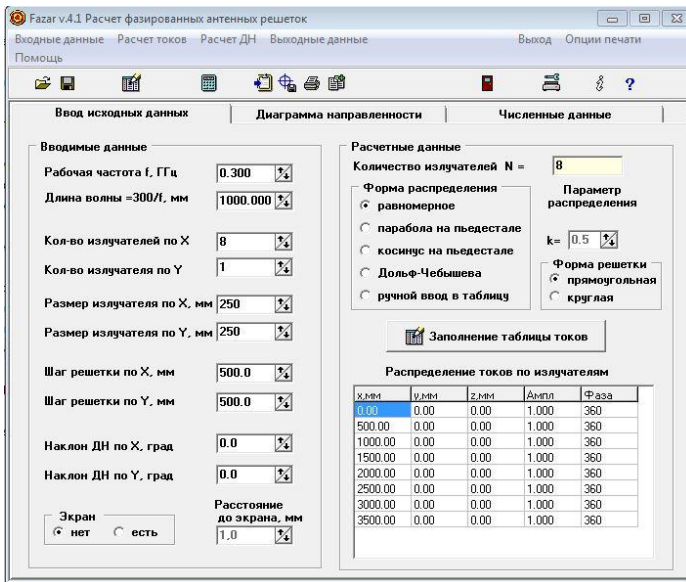 Fazar v.4.1 Расчет фазированных антенных решеток
Входные данные Расчет токов Расчет ДН Выходные данные Выход Опции печати
Помощь
Ввод исходных данных Диаграмма направленности Численные данные
Вводимые данные
Рабочая частота f, ГГц 0.300
Длина волны =300/f, мм 1000.000
Кол-во излучателей по X 8
Кол-во излучателя по Y 1
Размер излучателя по X, мм 250
Размер излучателя по Y, мм 250
Шаг решетки по X, мм 500.0
Шаг решетки по Y, мм 500.0
Наклон ДН по X, град 0.0
Наклон ДН по Y, град 0.0
Экран
нет есть
Расстояние
до экрана, мм
1,0
Расчетные данные
Количество излучателей N = 8
Форма распределения
равномерное
парабола на пьедестале
косинус на пьедестале
Дольф-Чебышева
ручной ввод в таблицу
Параметр
распределения
k= 0.5
Форма решетки
прямоугольная
круглая
Заполнение таблицы токов
Распределение токов по излучателям
x,мм y,мм z,мм Ампл Фаза
0.00 0.00 0.00 1.000 360
500.00 0.00 0.00 1.000 360
1000.00 0.00 0.00 1.000 360
1500.00 0.00 0.00 1.000 360
2000.00 0.00 0.00 1.000 360
2500.00 0.00 0.00 1.000 360
3000.00 0.00 0.00 1.000 360
3500.00 0.00 0.00 1.000 360